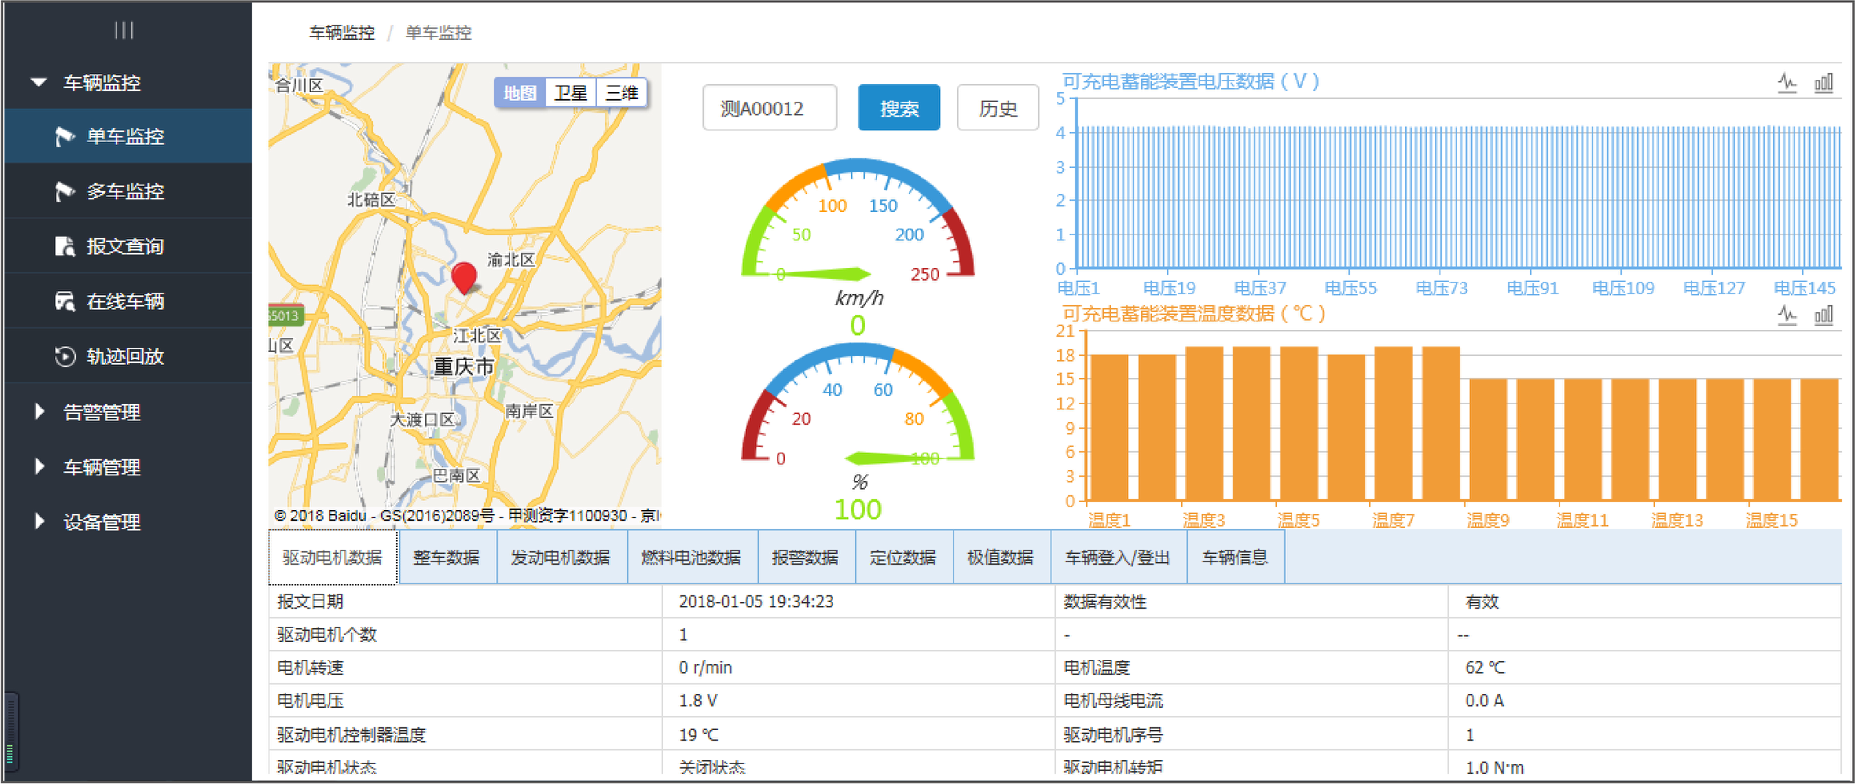 车辆监控 / 单车监控
车辆监控
单车监控
多车监控
报文查询
在线车辆
轨迹回放
告警管理
车辆管理
设备管理
地图 卫星 三维
合川区
北碚区
渝北区
江北区
重庆市
大渡口区
南岸区
巴南区
山区
© 2018 Baidu - GS(2016)2089号 - 甲测资字1100930 - 京
测A00012 搜索 历史
0 50 100 150 200 250
km/h
0
0 20 40 60 80 100
%
100
可充电蓄能装置电压数据 ( V )
5
4
3
2
1
0
电压1 电压19 电压37 电压55 电压73 电压91 电压109 电压127 电压145
可充电蓄能装置温度数据 ( ℃ )
21
18
15
12
9
6
3
0
温度1 温度3 温度5 温度7 温度9 温度11 温度13 温度15
驱动电机数据 整车数据 发动电机数据 燃料电池数据 报警数据 定位数据 极值数据 车辆登入/登出 车辆信息
报文日期 2018-01-05 19:34:23 数据有效性 有效
驱动电机个数 1 - --
电机转速 0 r/min 电机温度 62 ℃
电机电压 1.8 V 电机母线电流 0.0 A
驱动电机控制器温度 19 ℃ 驱动电机序号 1
驱动电机状态 关闭状态 驱动电机转矩 1.0 N·m